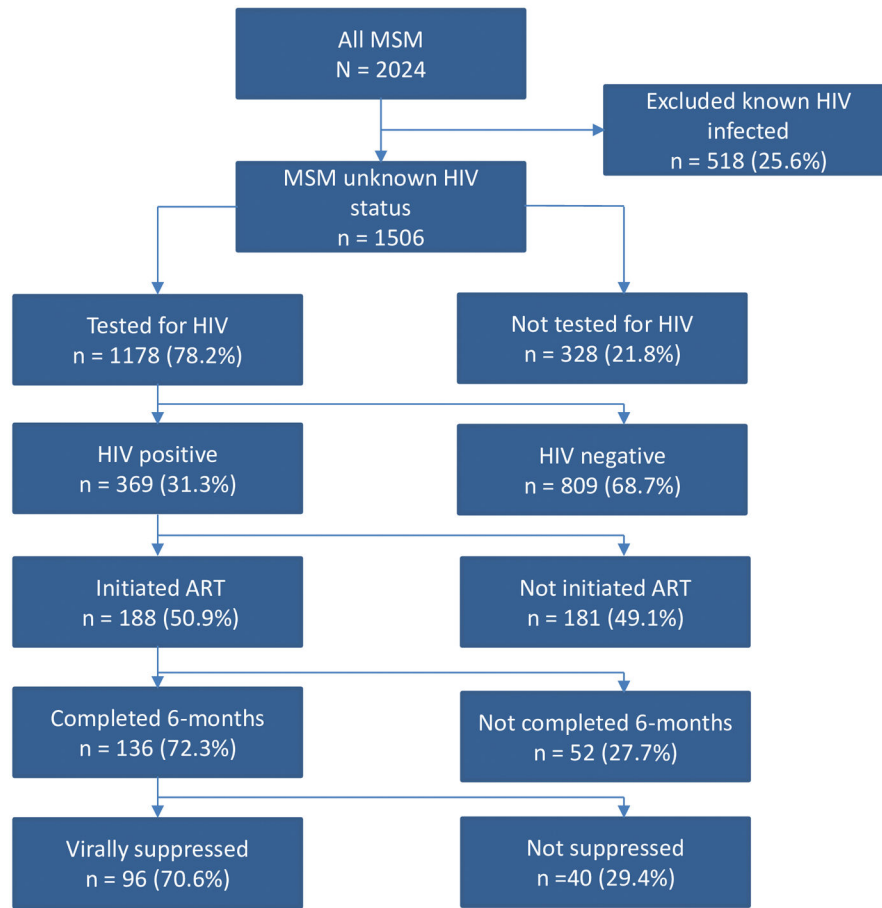 All MSM
N = 2024
Excluded known HIV
infected
n = 518 (25.6%)
MSM unknown HIV
status
n = 1506
Tested for HIV
n = 1178 (78.2%)
Not tested for HIV
n = 328 (21.8%)
HIV positive
n = 369 (31.3%)
HIV negative
n = 809 (68.7%)
Initiated ART
n = 188 (50.9%)
Not initiated ART
n = 181 (49.1%)
Completed 6-months
n = 136 (72.3%)
Not completed 6-months
n = 52 (27.7%)
Virally suppressed
n = 96 (70.6%)
Not suppressed
n =40 (29.4%)